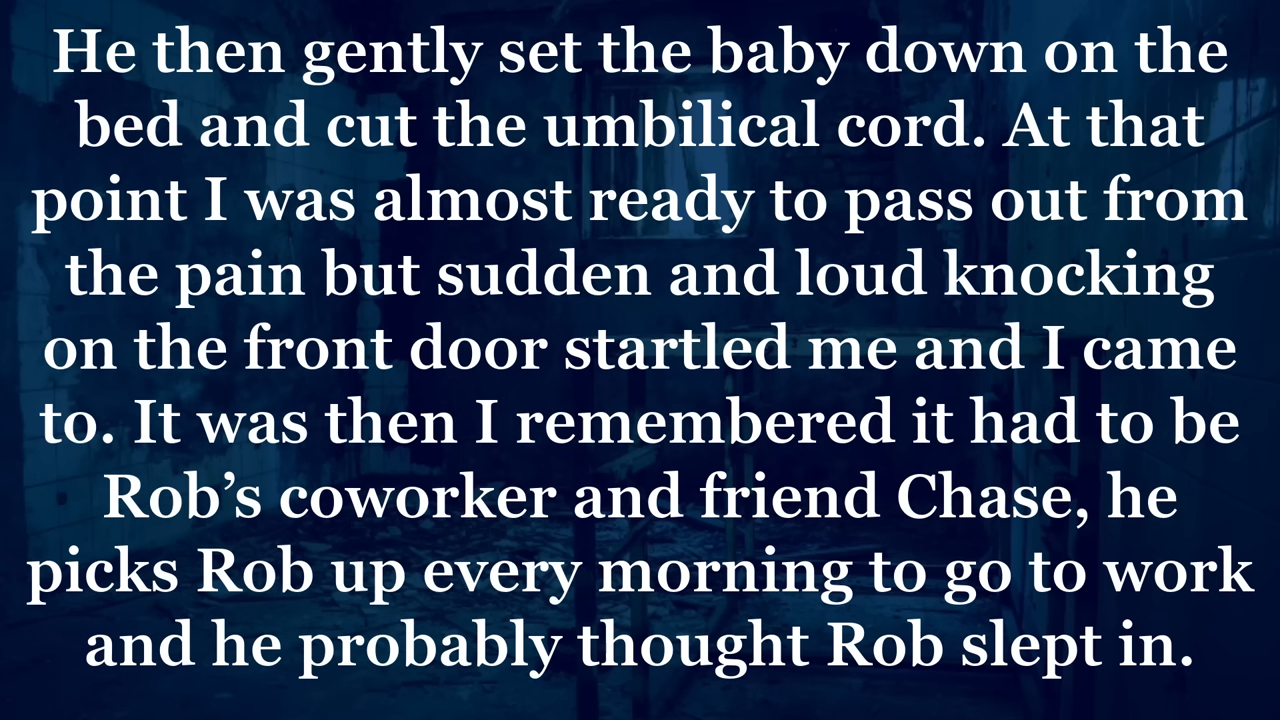 He then gently set the baby down on the
bed and cut the umbilical cord. At that
point I was almost ready to pass out from
the pain but sudden and loud knocking
on the front door startled me and I came
to. It was then I remembered it had to be
Rob’s coworker and friend Chase, he
picks Rob up every morning to go to work
and he probably thought Rob slept in.